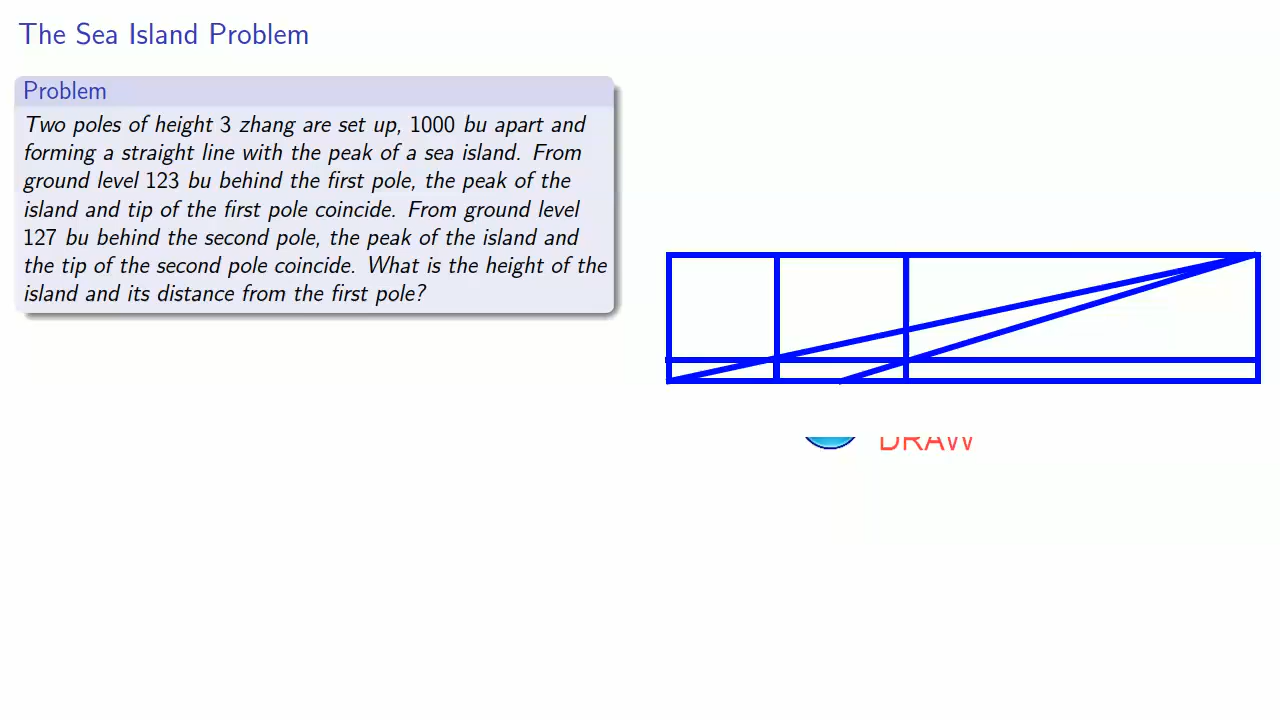 The Sea Island Problem
Problem
Two poles of height 3 zhang are set up, 1000 bu apart and
forming a straight line with the peak of a sea island. From
ground level 123 bu behind the first pole, the peak of the
island and tip of the first pole coincide. From ground level
127 bu behind the second pole, the peak of the island and
the tip of the second pole coincide. What is the height of the
island and its distance from the first pole?
DRAW